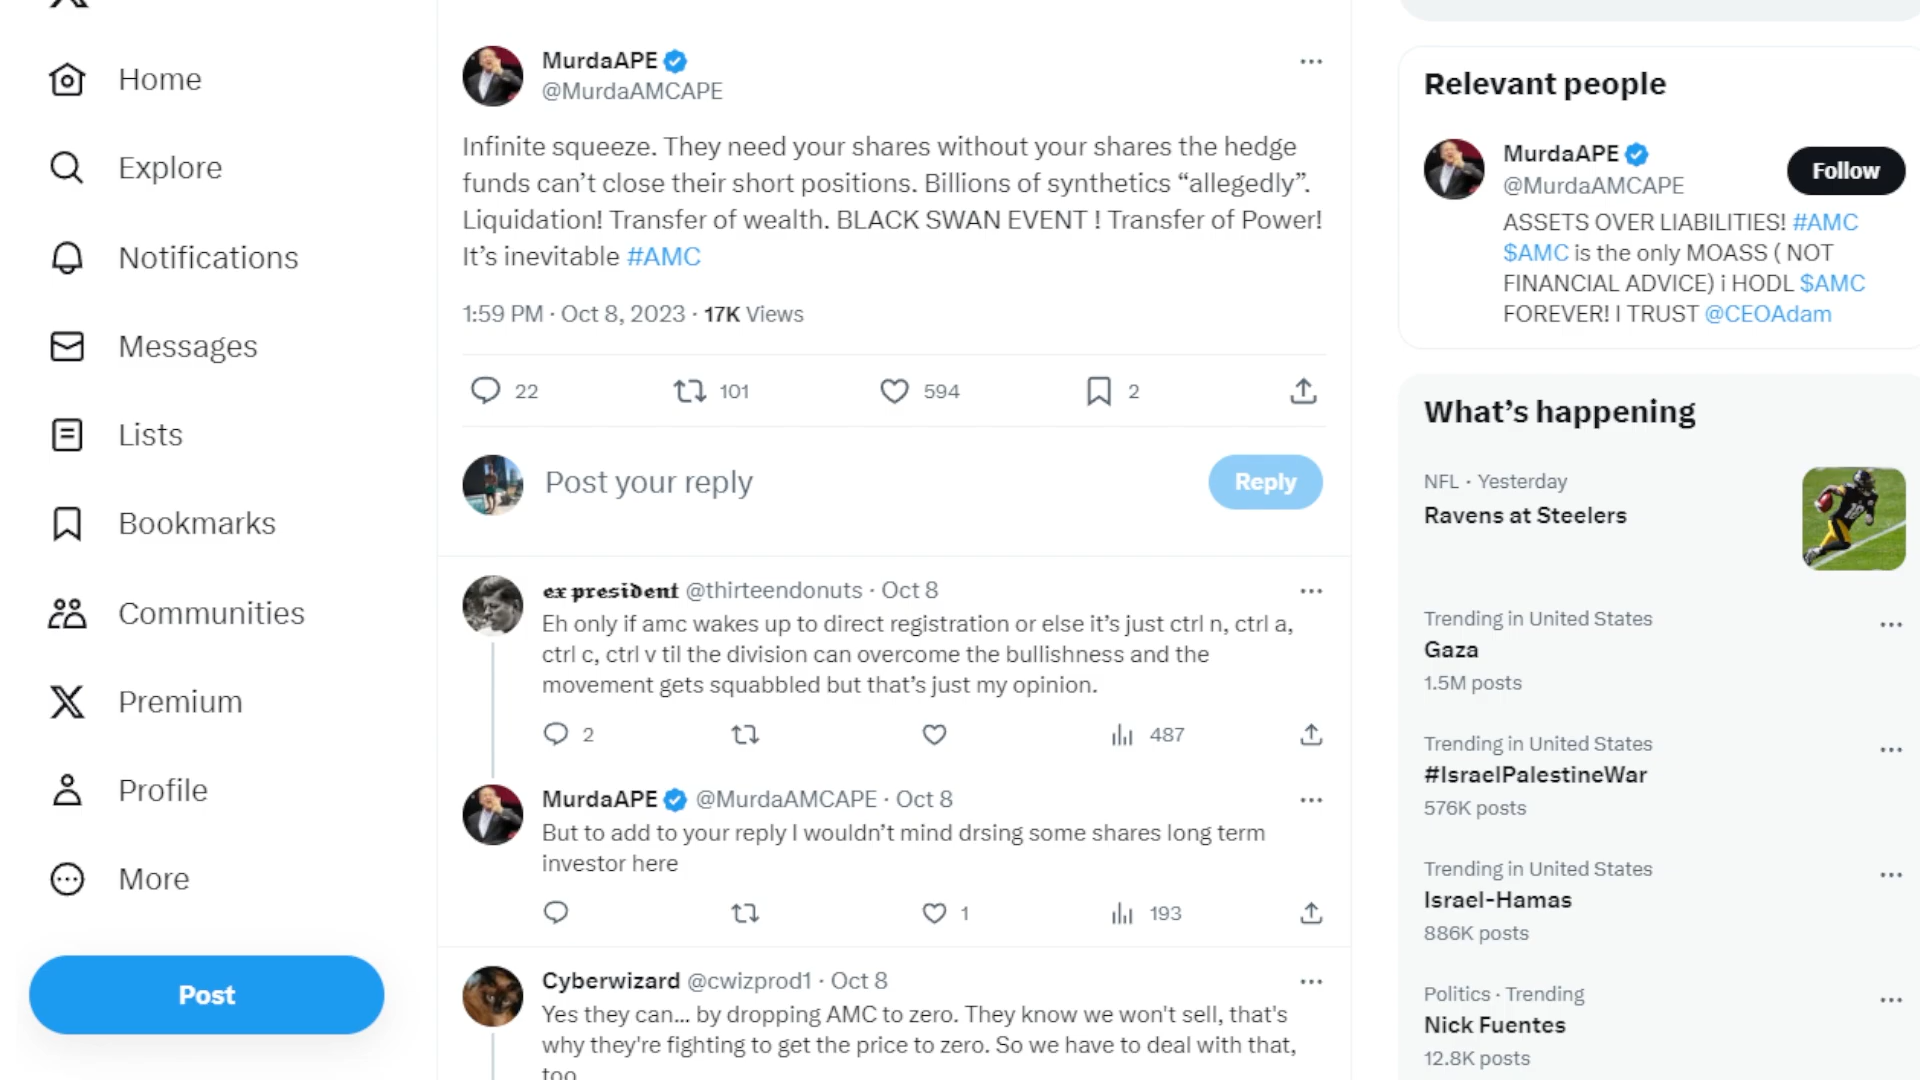 Home
Explore
Notifications
Messages
Lists
Bookmarks
Communities
Premium
Profile
More
Post
MurdaAPE
@MurdaAMCAPE
Infinite squeeze. They need your shares without your shares the hedge
funds can’t close their short positions. Billions of synthetics “allegedly”.
Liquidation! Transfer of wealth. BLACK SWAN EVENT ! Transfer of Power!
It’s inevitable #AMC
1:59 PM · Oct 8, 2023 · 17K Views
22 101 594 2
Post your reply
Reply
ex president @thirteendonuts · Oct 8
Eh only if amc wakes up to direct registration or else it’s just ctrl n, ctrl a,
ctrl c, ctrl v til the division can overcome the bullishness and the
movement gets squabbled but that’s just my opinion.
2 487
MurdaAPE @MurdaAMCAPE · Oct 8
But to add to your reply I wouldn’t mind drsing some shares long term
investor here
1 193
Cyberwizard @cwizprod1 · Oct 8
Yes they can... by dropping AMC to zero. They know we won't sell, that's
why they're fighting to get the price to zero. So we have to deal with that,
too
Relevant people
MurdaAPE
@MurdaAMCAPE
Follow
ASSETS OVER LIABILITIES! #AMC
$AMC is the only MOASS ( NOT
FINANCIAL ADVICE) i HODL $AMC
FOREVER! I TRUST @CEOAdam
What’s happening
NFL · Yesterday
Ravens at Steelers
Trending in United States
Gaza
1.5M posts
Trending in United States
#IsraelPalestineWar
576K posts
Trending in United States
Israel-Hamas
886K posts
Politics · Trending
Nick Fuentes
12.8K posts